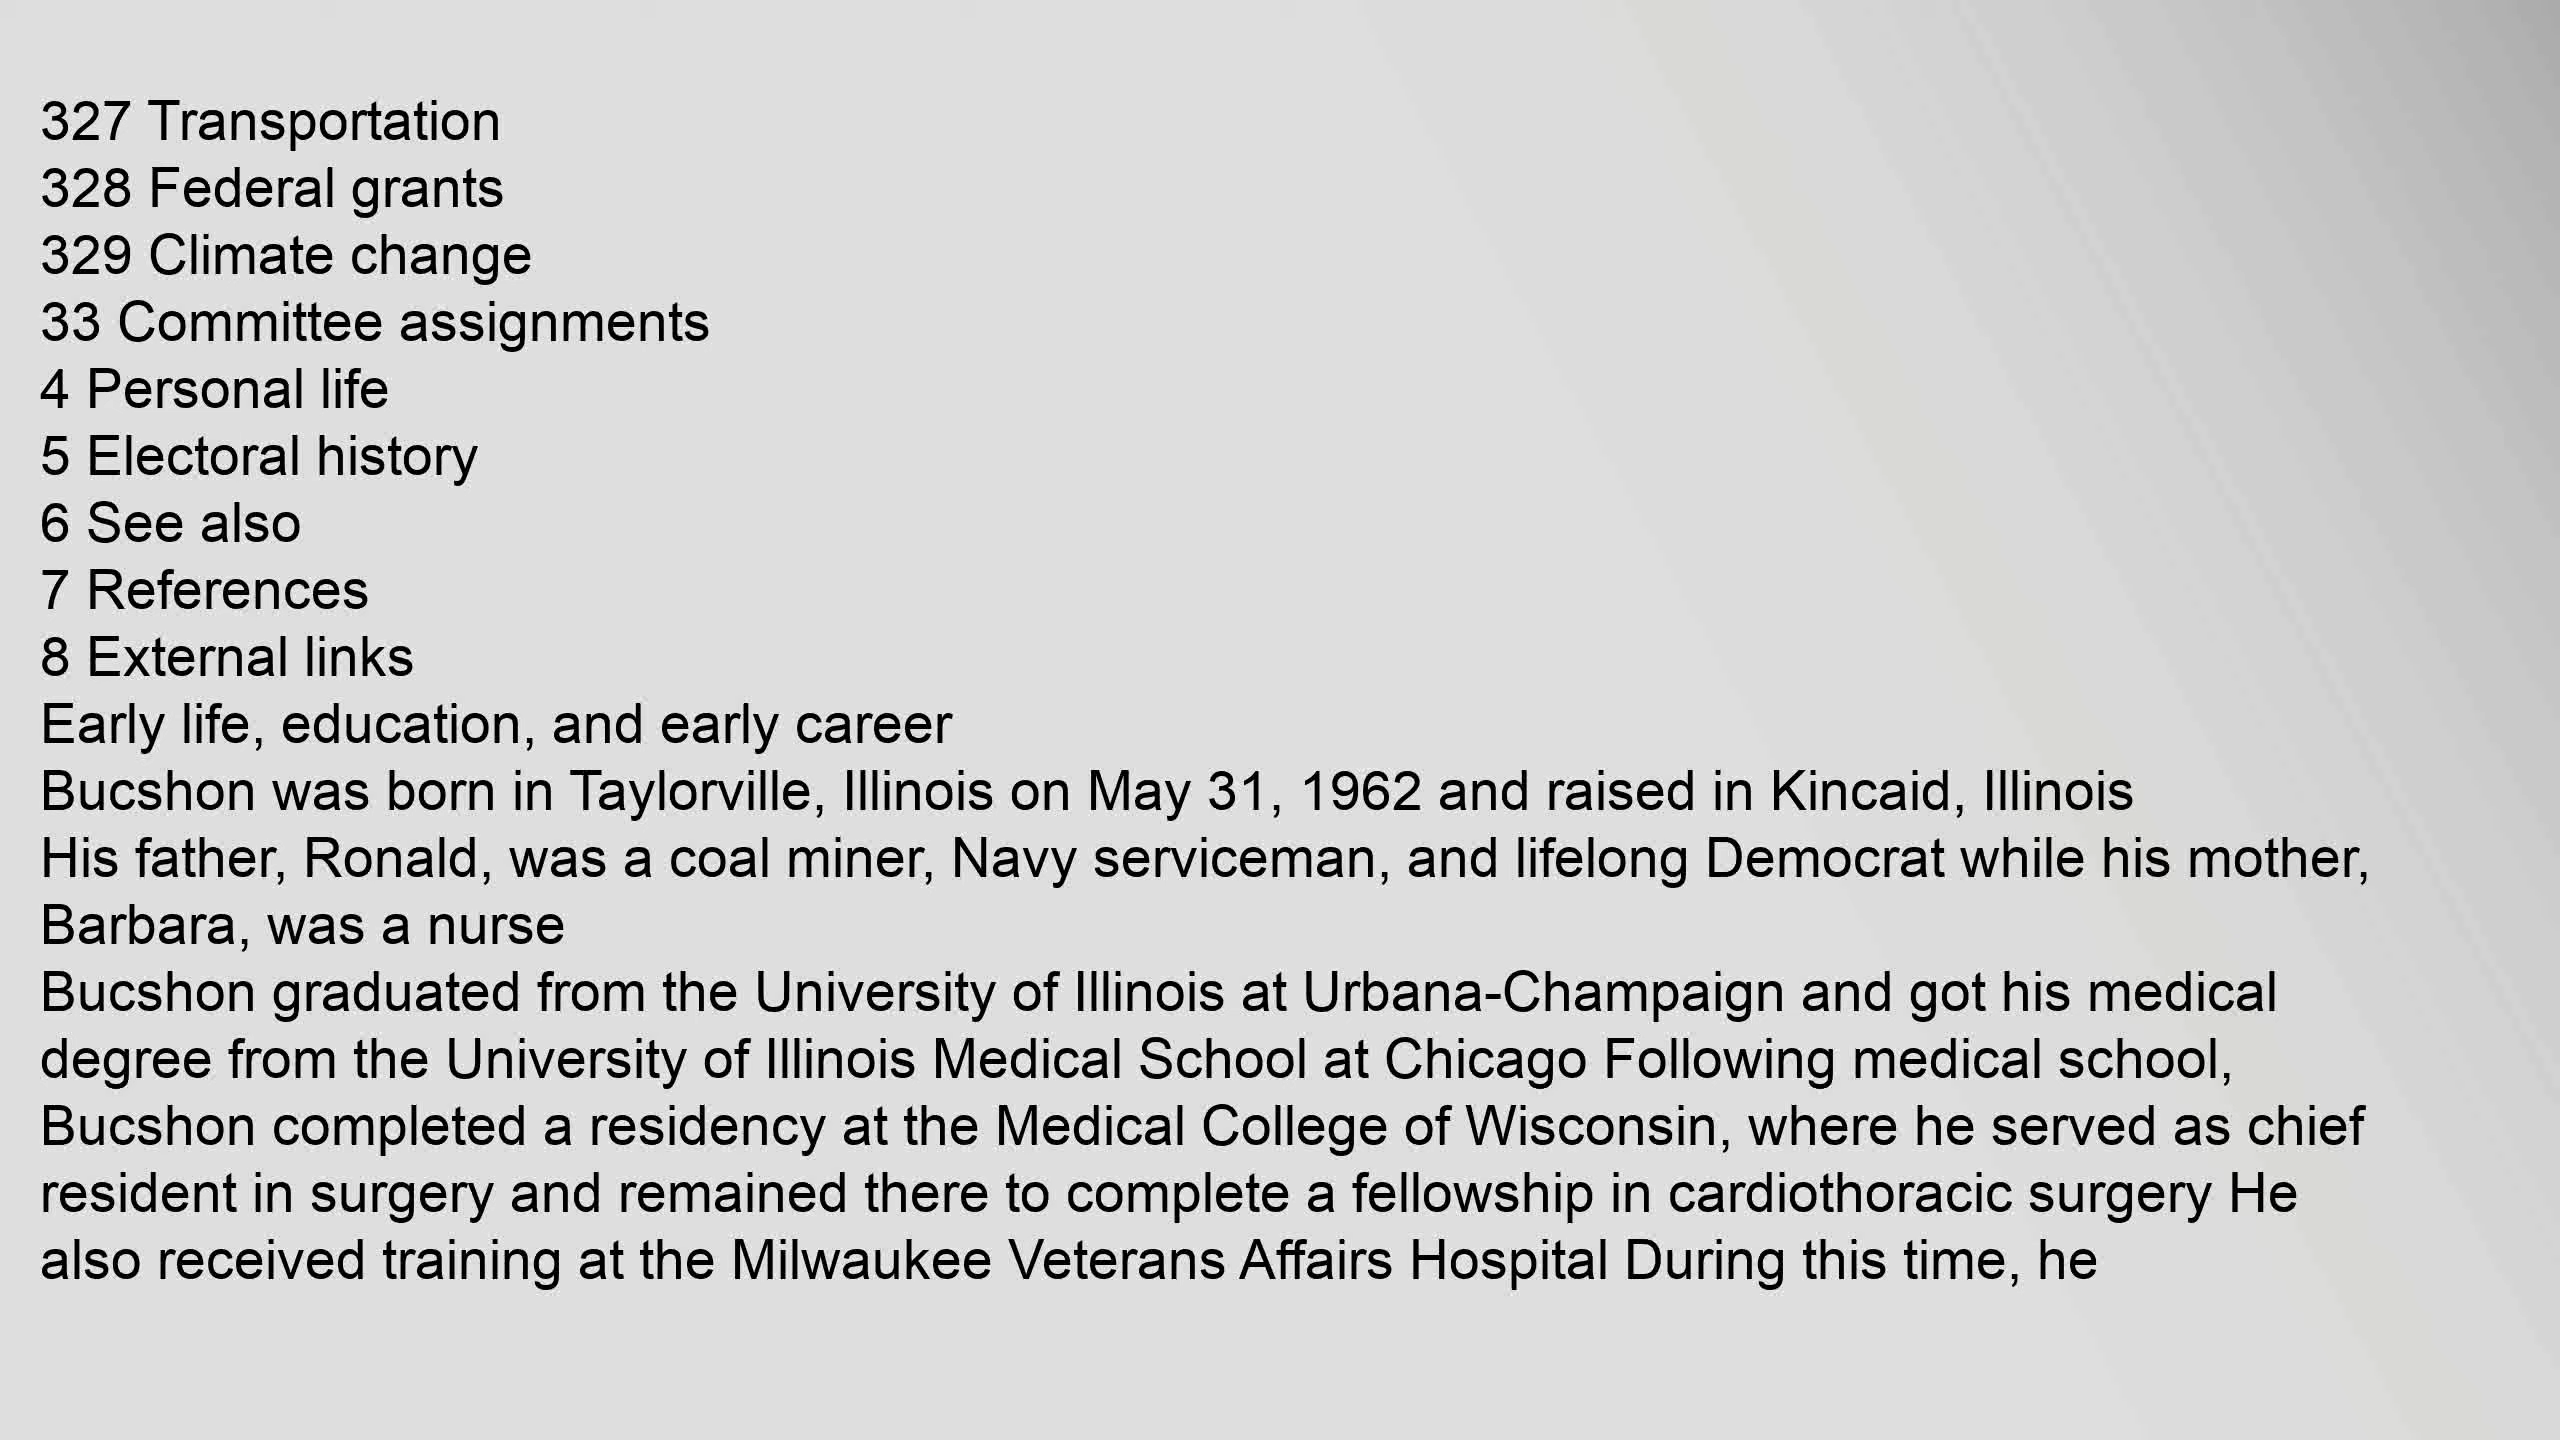 327 Transportation
328 Federal grants
329 Climate change
33 Committee assignments
4 Personal life
5 Electoral history
6 See also
7 References
8 External links
Early life, education, and early career
Bucshon was born in Taylorville, Illinois on May 31, 1962 and raised in Kincaid, Illinois
His father, Ronald, was a coal miner, Navy serviceman, and lifelong Democrat while his mother,
Barbara, was a nurse
Bucshon graduated from the University of Illinois at Urbana-Champaign and got his medical
degree from the University of Illinois Medical School at Chicago Following medical school,
Bucshon completed a residency at the Medical College of Wisconsin, where he served as chief
resident in surgery and remained there to complete a fellowship in cardiothoracic surgery He
also received training at the Milwaukee Veterans Affairs Hospital During this time, he